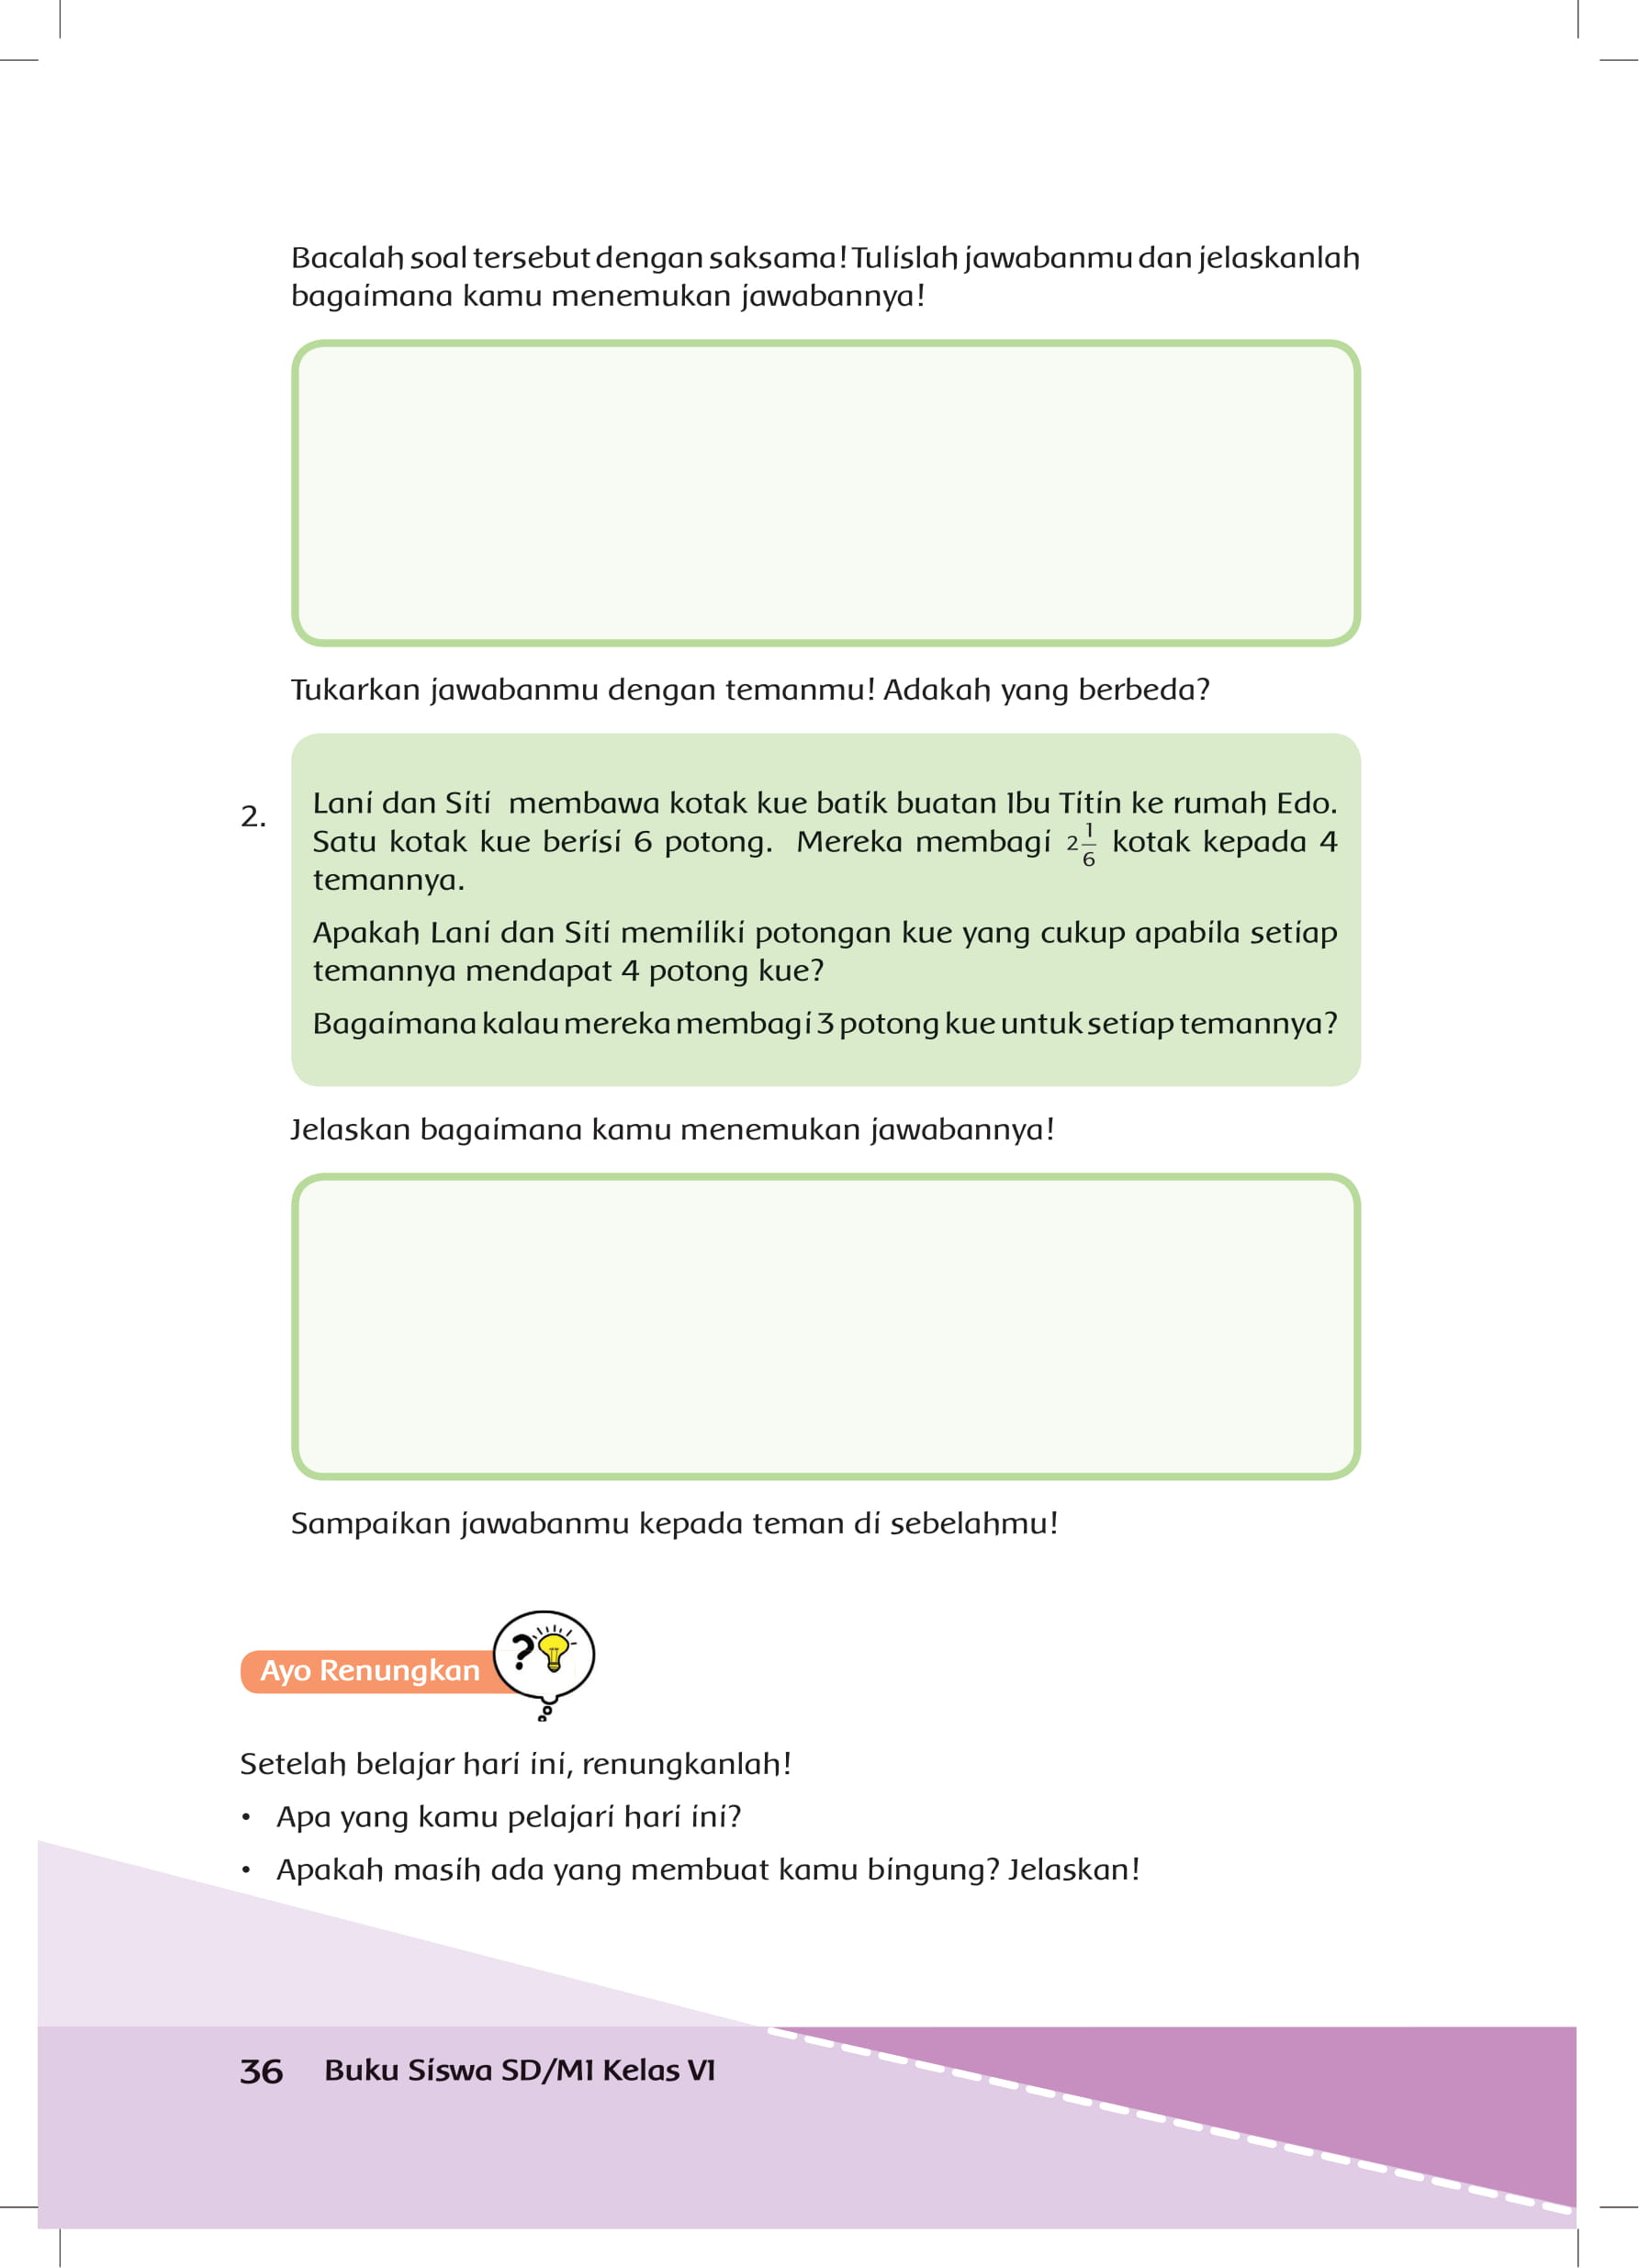 Bacalah soal tersebut dengan saksama! Tulislah jawabanmu dan jelaskanlah
bagaimana kamu menemukan jawabannya!
Tukarkan jawabanmu dengan temanmu! Adakah yang berbeda?
2.
Lani dan Siti membawa kotak kue batik buatan Ibu Titin ke rumah Edo.
Satu kotak kue berisi 6 potong. Mereka membagi 2 1/6 kotak kepada 4
temannya.
Apakah Lani dan Siti memiliki potongan kue yang cukup apabila setiap
temannya mendapat 4 potong kue?
Bagaimana kalau mereka membagi 3 potong kue untuk setiap temannya?
Jelaskan bagaimana kamu menemukan jawabannya!
Sampaikan jawabanmu kepada teman di sebelahmu!
Ayo Renungkan
?
Setelah belajar hari ini, renungkanlah!
• Apa yang kamu pelajari hari ini?
• Apakah masih ada yang membuat kamu bingung? Jelaskan!
36 Buku Siswa SD/MI Kelas VI